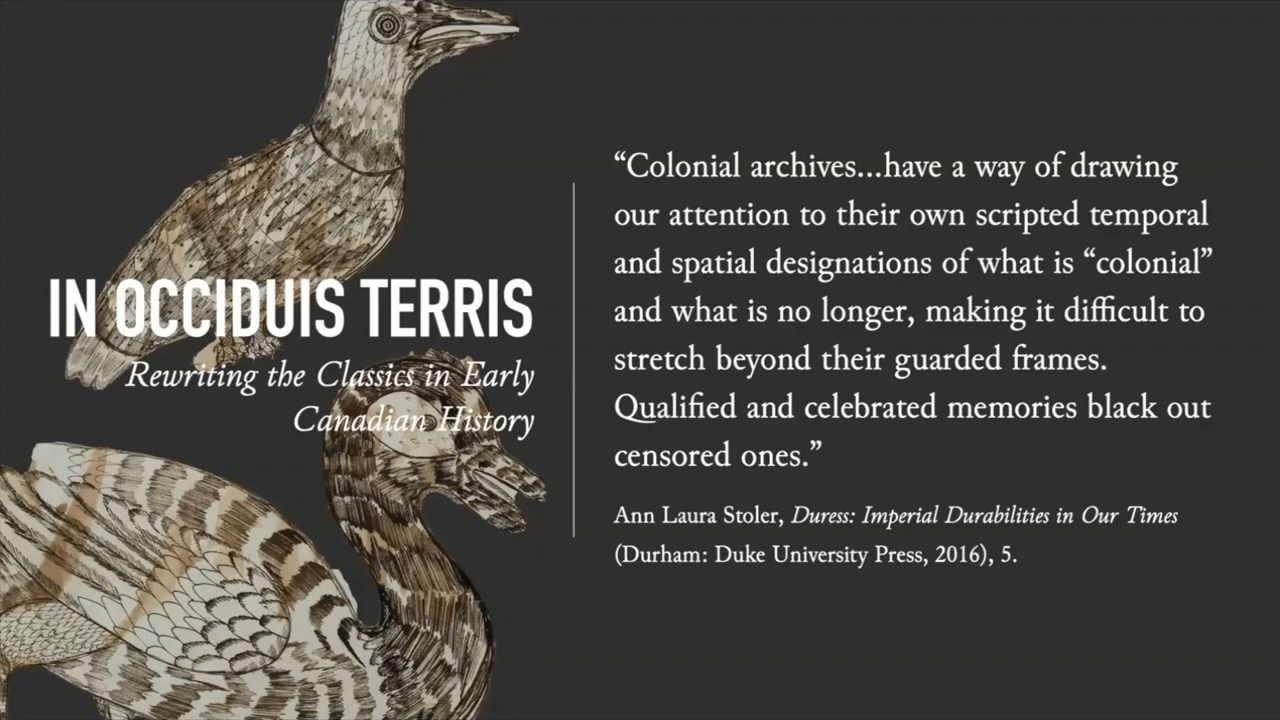 IN OCCIDUIS TERRIS
Rewriting the Classics in Early
Canadian History
“Colonial archives...have a way of drawing
our attention to their own scripted temporal
and spatial designations of what is “colonial”
and what is no longer, making it difficult to
stretch beyond their guarded frames.
Qualified and celebrated memories black out
censored ones.”
Ann Laura Stoler, Duress: Imperial Durabilities in Our Times
(Durham: Duke University Press, 2016), 5.